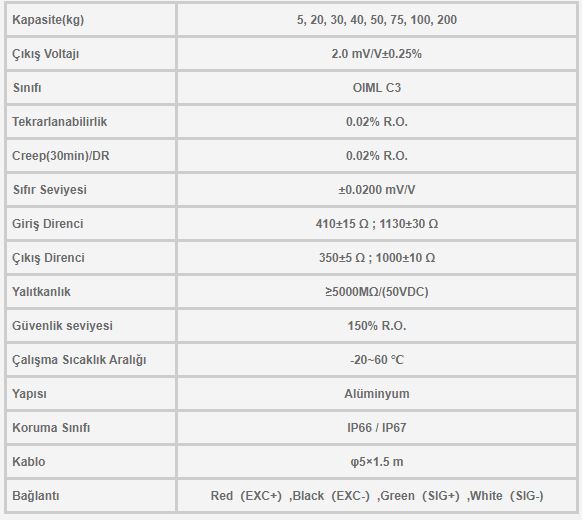 Kapasite(kg) 5, 20, 30, 40, 50, 75, 100, 200
Çıkış Voltajı 2.0 mV/V±0.25%
Sınıfı OIML C3
Tekrarlanabilirlik 0.02% R.O.
Creep(30min)/DR 0.02% R.O.
Sıfır Seviyesi ±0.0200 mV/V
Giriş Direnci 410±15 Ω ; 1130±30 Ω
Çıkış Direnci 350±5 Ω ; 1000±10 Ω
Yalıtkanlık ≥5000MΩ/(50VDC)
Güvenlik seviyesi 150% R.O.
Çalışma Sıcaklık Aralığı -20~60 °C
Yapısı Alüminyum
Koruma Sınıfı IP66 / IP67
Kablo φ5×1.5 m
Bağlantı Red (EXC+) ,Black (EXC-) ,Green (SIG+) ,White (SIG-)